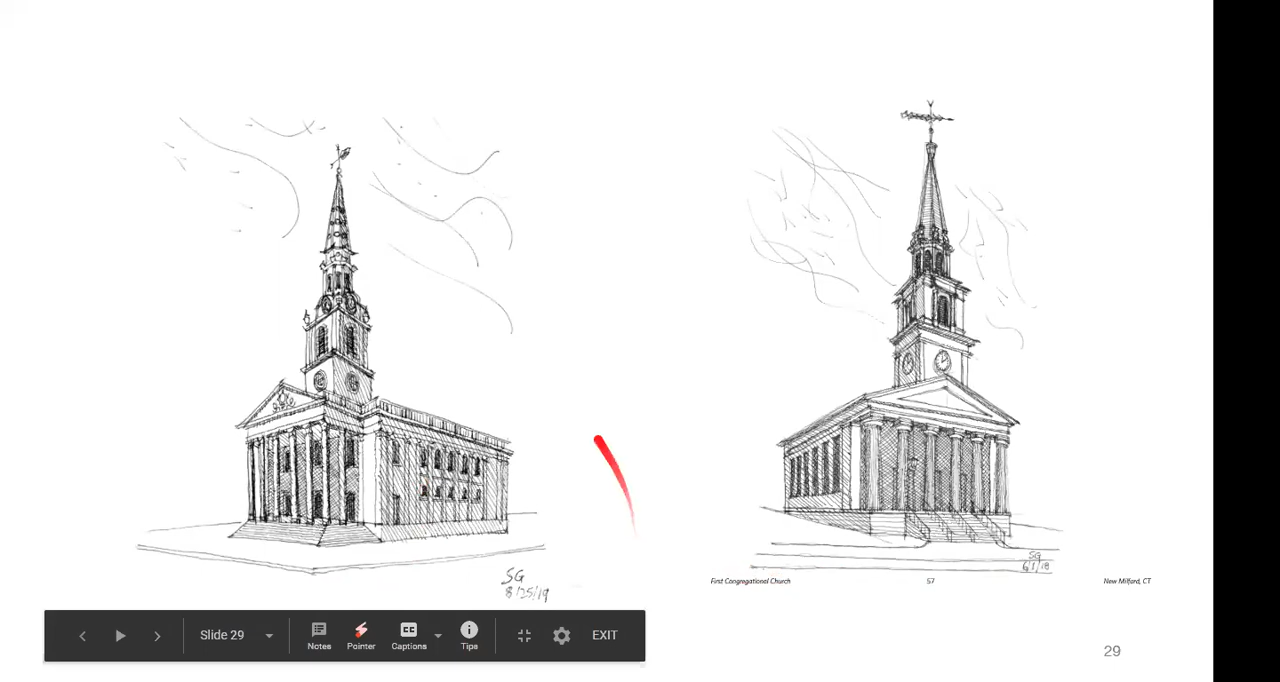 SG
8/25/19
SG
6/1/18
First Congregational Church
57
New Milford, CT
Slide 29
Notes
Pointer
CC
Captions
Tips
EXIT
29